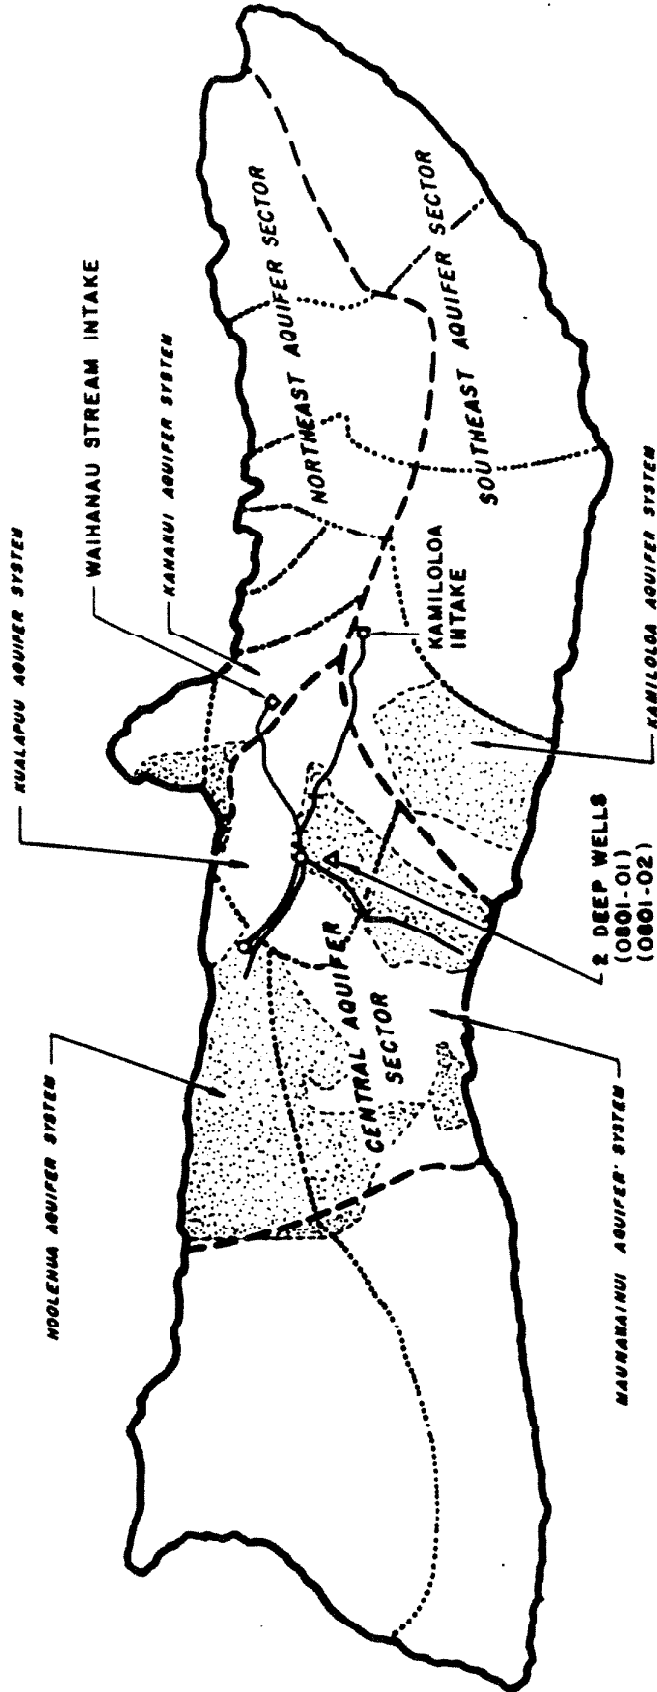 HOOLEHUA AQUIFER SYSTEM
KUALAPUU AQUIFER SYSTEM
WAIHANAU STREAM INTAKE
KAHANUI AQUIFER SYSTEM
NORTHEAST AQUIFER SECTOR
SOUTHEAST AQUIFER SECTOR
KAMILOLOA
INTAKE
CENTRAL AQUIFER
SECTOR
MAUNAKAINUI AQUIFER SYSTEM
2 DEEP WELLS
(0801-01)
(0801-02)
KAMILOLOA AQUIFER SYSTEM